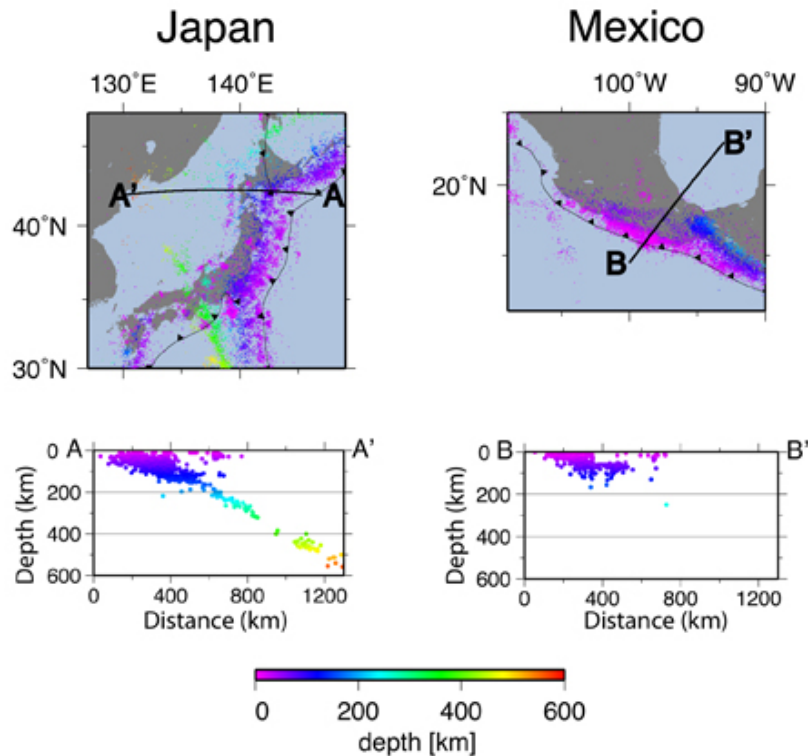 Japan Mexico
130°E 140°E 100°W 90°W
A' A B'
20°N
40°N
B
30°N
A A' B B'
0 0
200 200
400 400
600 600
Depth (km) Depth (km)
0 400 800 1200 0 400 800 1200
Distance (km) Distance (km)
0 200 400 600
depth [km]